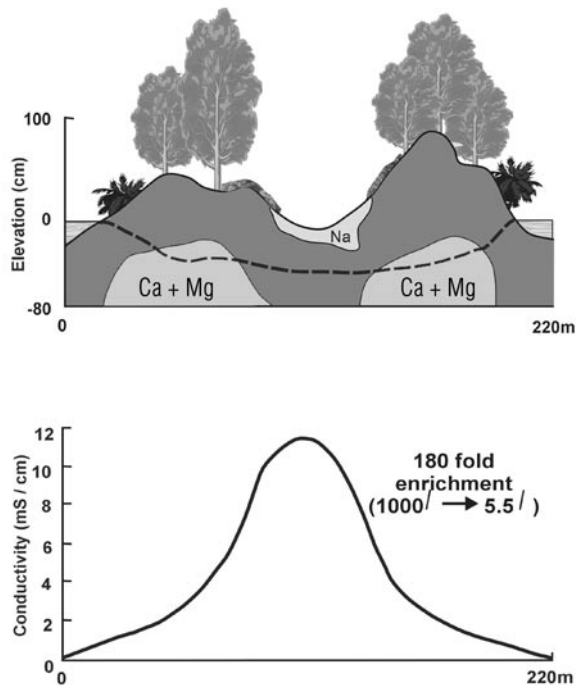 100
0
-80
Elevation (cm)
Na
Ca + Mg
Ca + Mg
0
220m
12
10
8
6
4
2
0
Conductivity (mS / cm)
180 fold
enrichment
(1000 l → 5.5 l )
0
220m